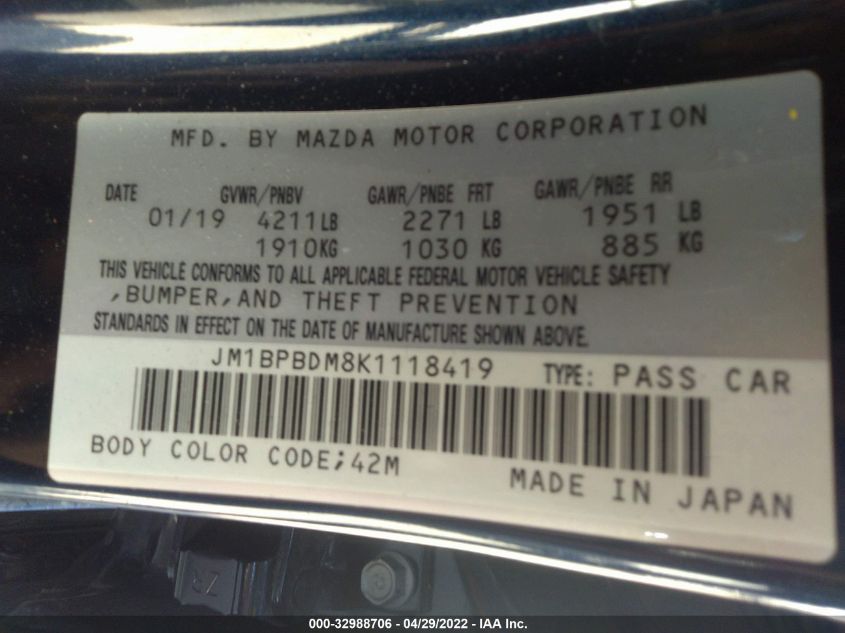 MFD. BY MAZDA MOTOR CORPORATION
DATE GVWR/PNBV GAWR/PNBE FRT GAWR/PNBE RR
01/19 4211LB 2271 LB 1951 LB
1910KG 1030 KG 885 KG
THIS VEHICLE CONFORMS TO ALL APPLICABLE FEDERAL MOTOR VEHICLE SAFETY
,BUMPER,AND THEFT PREVENTION
STANDARDS IN EFFECT ON THE DATE OF MANUFACTURE SHOWN ABOVE.
JM1BPBDM8K1118419 TYPE: PASS CAR
BODY COLOR CODE;42M
MADE IN JAPAN
000-32988706 - 04/29/2022 - IAA Inc.